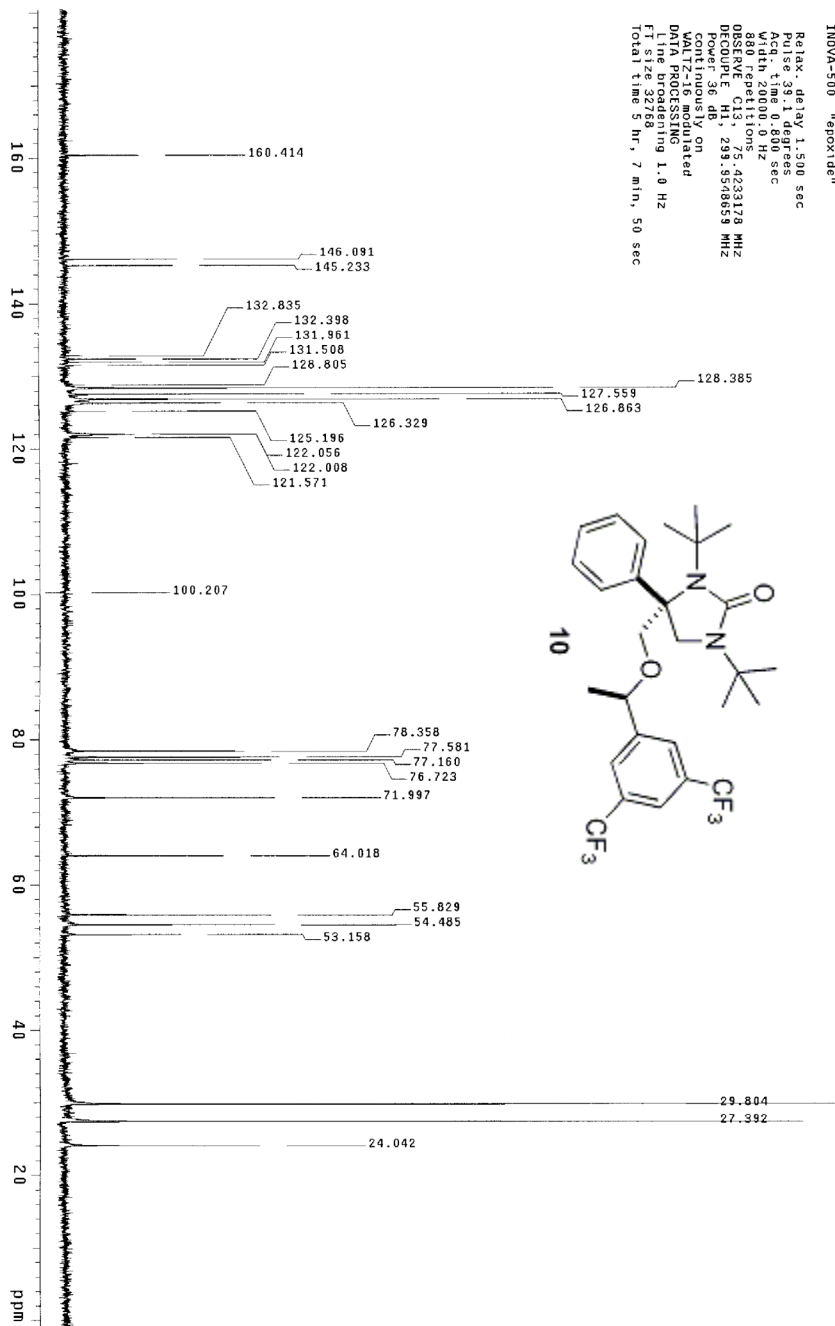 INOVA-500 "epoxide"
Relax. delay 1.500 sec
Pulse 39.1 degrees
Acq. time 0.800 sec
Width 20000.0 Hz
880 repetitions
OBSERVE C13, 75.4233178 MHz
DECOUPLE H1, 299.9548659 MHz
Power 36 dB
continuously on
WALTZ-16 modulated
DATA PROCESSING
Line broadening 1.0 Hz
FT size 32768
Total time 5 hr, 7 min, 50 sec
160.414
146.091
145.233
132.835
132.398
131.961
131.508
128.805
128.385
127.559
126.863
126.329
125.196
122.056
122.008
121.571
100.207
78.358
77.581
77.160
76.723
71.997
64.018
55.829
54.485
53.158
29.804
27.392
24.042
O
N
N
O
CF3
CF3
10
160
140
120
100
80
60
40
20
ppm